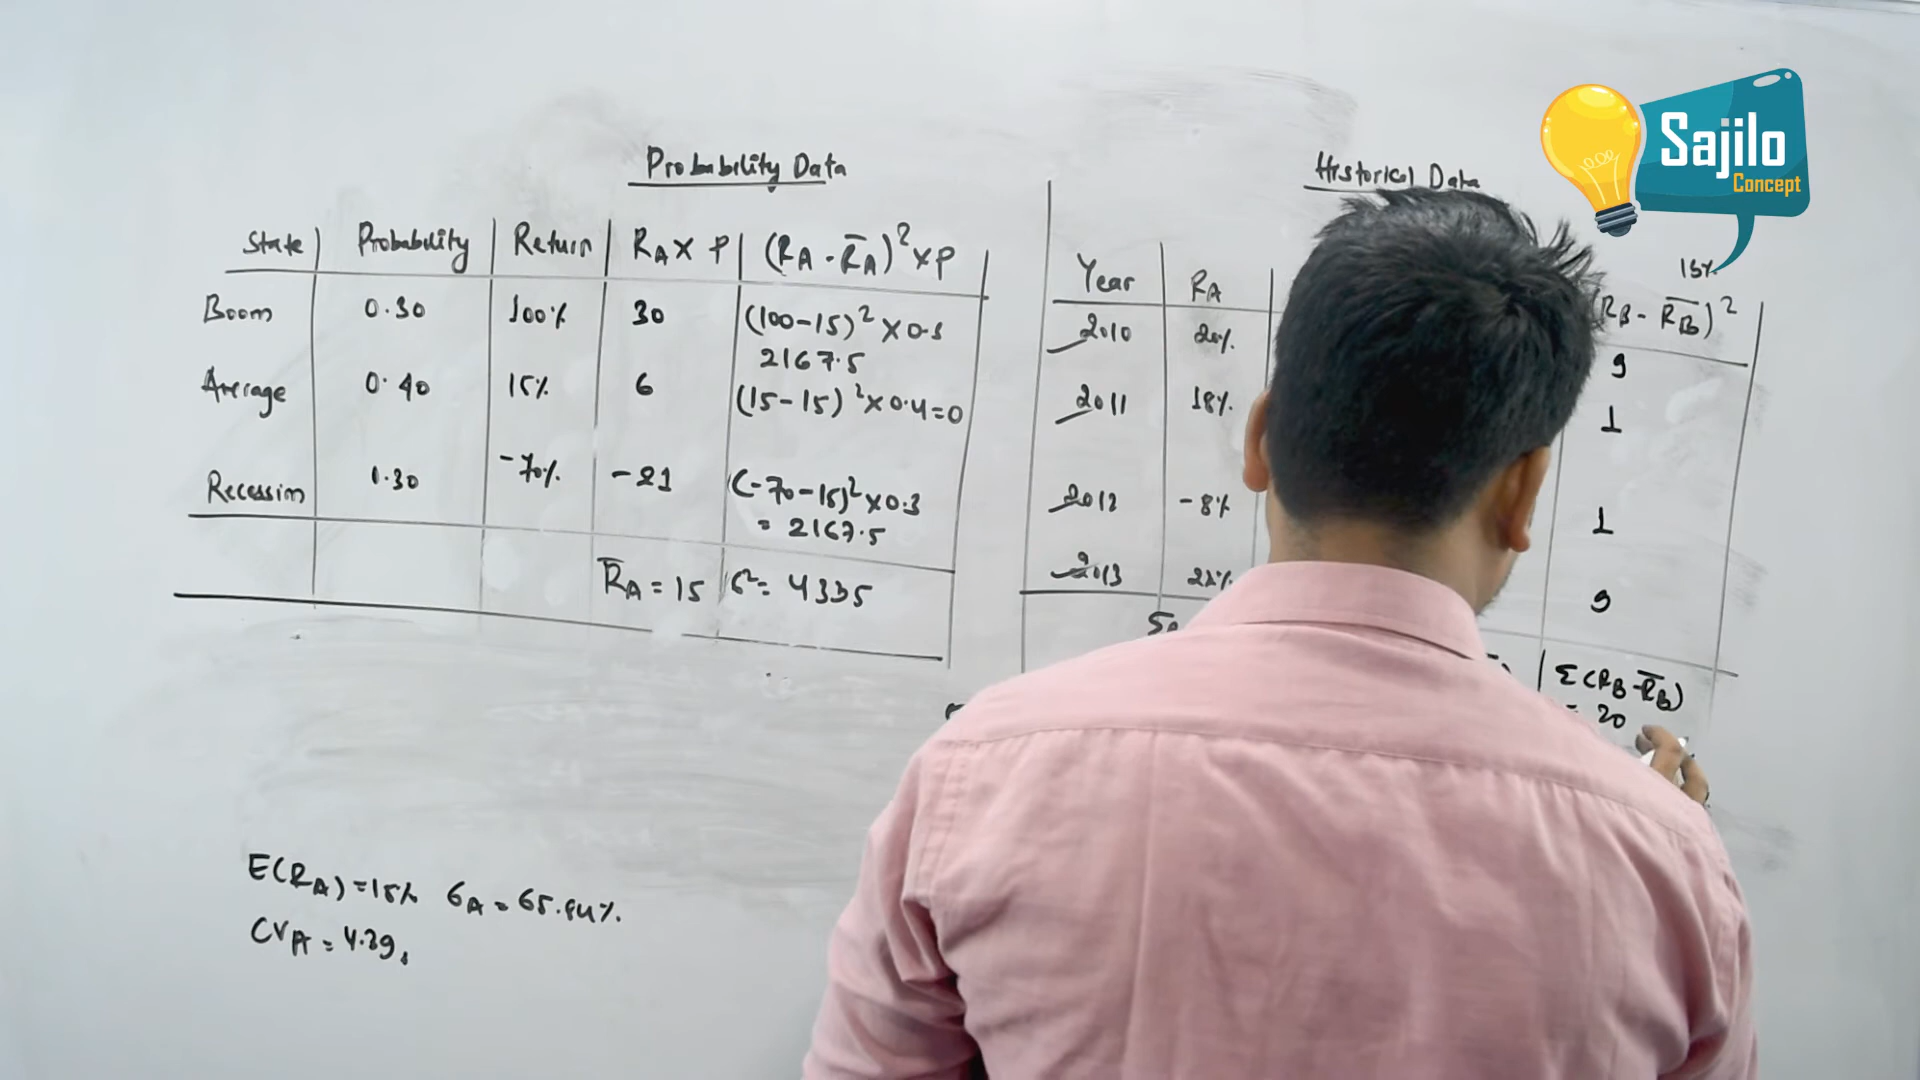 Sajilo
Concept
Probability Data
State Probability Return RA X P (RA - R̄A)² XP
Boom 0.30 100% 30 (100-15)² X 0.3
2167.5
Average 0.40 15% 6 (15-15)² X 0.4=0
Recession 1.30 -70% -21 (-70-15)² X 0.3
= 2167.5
R̄A = 15 6²= 4335
E(RA) = 15% 6A = 65.84%.
CVA = 4.39,
Historical Data
15%
Year RA (RB - R̄B)²
2010 20%. 9
2011 18%. 1
2012 -8% 1
2013 22%. 9
Σ(RB-R̄B)
= 20